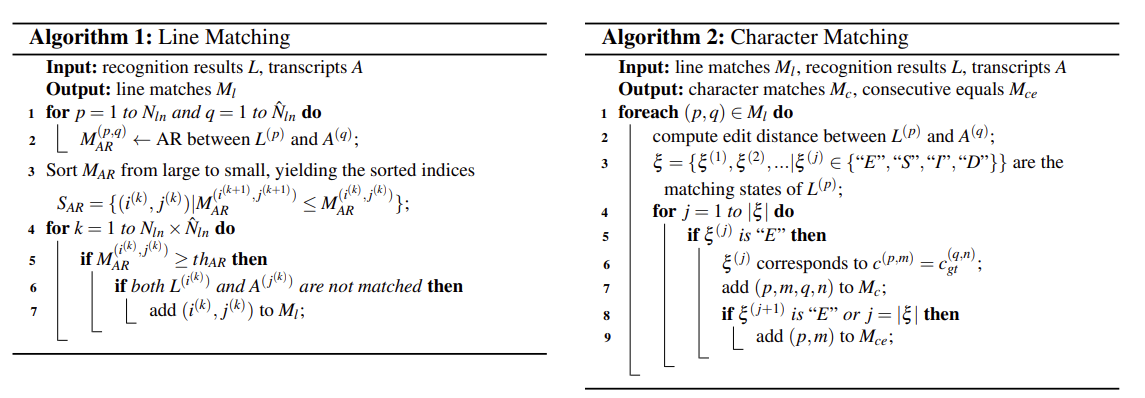 Algorithm 1: Line Matching
Input: recognition results L, transcripts A
Output: line matches M_l
1 for p = 1 to N_ln and q = 1 to N̂_ln do
2 M_AR^(p,q) ← AR between L^(p) and A^(q);
3 Sort M_AR from large to small, yielding the sorted indices
S_AR = {(i^(k), j^(k))|M_AR^(i^(k+1), j^(k+1)) ≤ M_AR^(i^(k), j^(k))};
4 for k = 1 to N_ln × N̂_ln do
5 if M_AR^(i^(k), j^(k)) ≥ th_AR then
6 if both L^(i^(k)) and A^(j^(k)) are not matched then
7 add (i^(k), j^(k)) to M_l;
Algorithm 2: Character Matching
Input: line matches M_l, recognition results L, transcripts A
Output: character matches M_c, consecutive equals M_ce
1 foreach (p,q) ∈ M_l do
2 compute edit distance between L^(p) and A^(q);
3 ξ = {ξ^(1), ξ^(2), ...|ξ^(j) ∈ {“E”, “S”, “I”, “D”}} are the
matching states of L^(p);
4 for j = 1 to |ξ| do
5 if ξ^(j) is “E” then
6 ξ^(j) corresponds to c^(p,m) = c_gt^(q,n);
7 add (p,m,q,n) to M_c;
8 if ξ^(j+1) is “E” or j = |ξ| then
9 add (p,m) to M_ce;